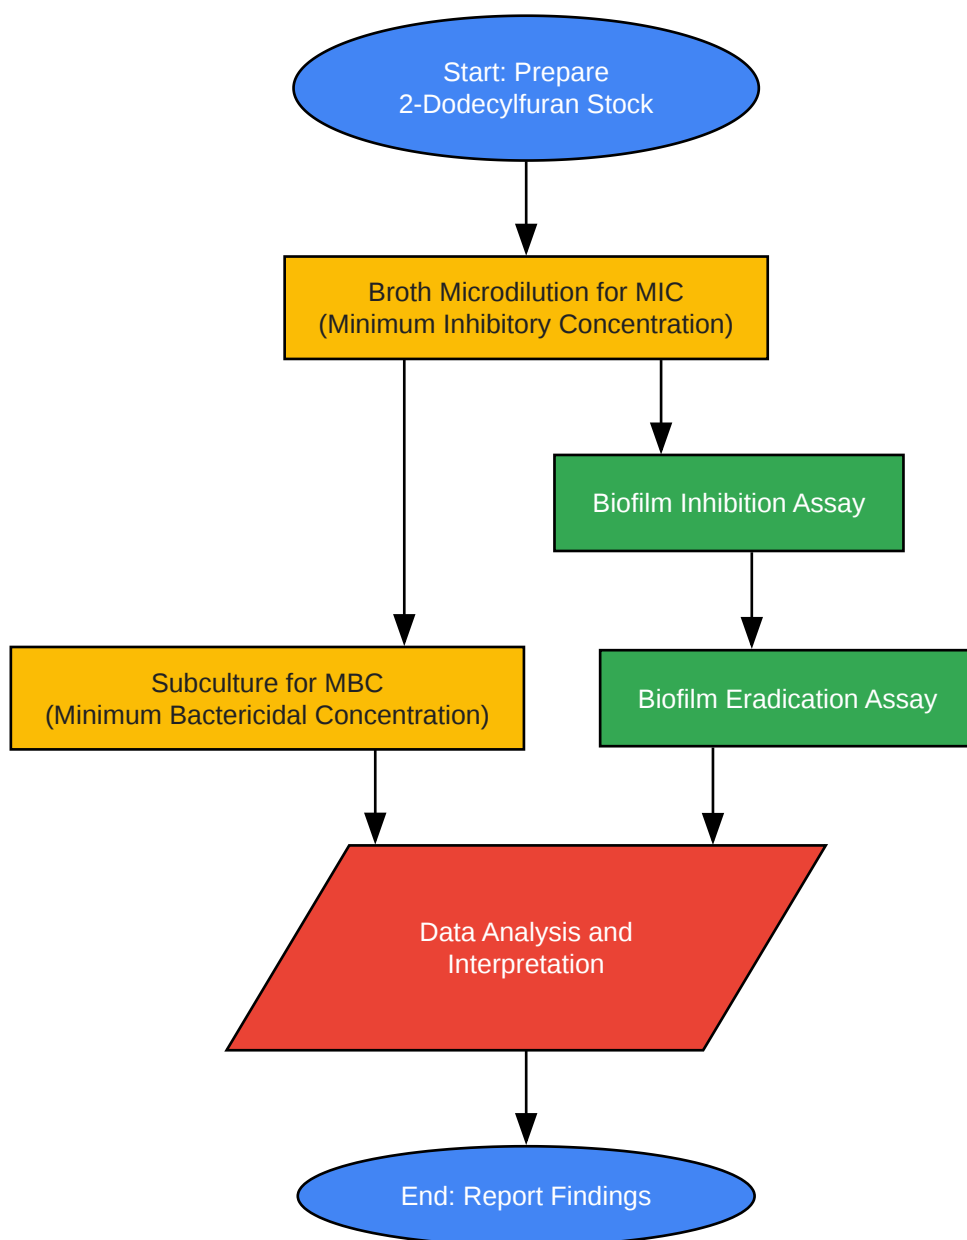 Start: Prepare
2-Dodecylfuran Stock
Broth Microdilution for MIC
(Minimum Inhibitory Concentration)
Biofilm Inhibition Assay
Subculture for MBC
(Minimum Bactericidal Concentration)
Biofilm Eradication Assay
Data Analysis and
Interpretation
End: Report Findings